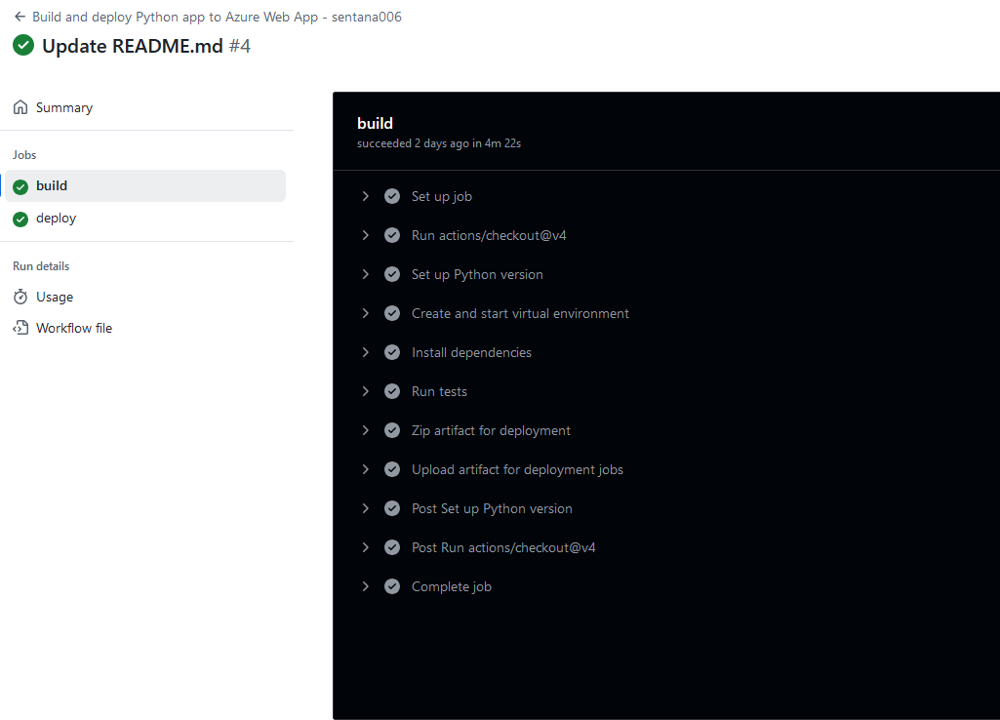 Build and deploy Python app to Azure Web App - sentana006
Update README.md #4
Summary
Jobs
build
deploy
Run details
Usage
Workflow file
build
succeeded 2 days ago in 4m 22s
Set up job
Run actions/checkout@v4
Set up Python version
Create and start virtual environment
Install dependencies
Run tests
Zip artifact for deployment
Upload artifact for deployment jobs
Post Set up Python version
Post Run actions/checkout@v4
Complete job